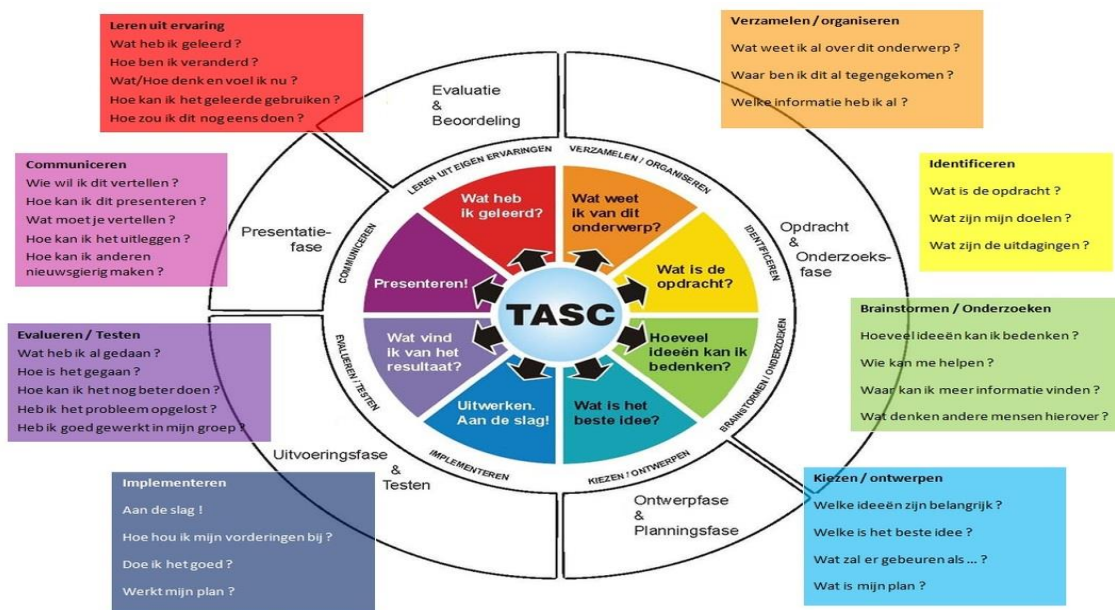 Leren uit ervaring
Wat heb ik geleerd ?
Hoe ben ik veranderd ?
Wat/Hoe denk en voel ik nu ?
Hoe kan ik het geleerde gebruiken ?
Hoe zou ik dit nog eens doen ?
Verzamelen / organiseren
Wat weet ik al over dit onderwerp ?
Waar ben ik dit al tegengekomen ?
Welke informatie heb ik al ?
Communiceren
Wie wil ik dit vertellen ?
Hoe kan ik dit presenteren ?
Wat moet je vertellen ?
Hoe kan ik het uitleggen ?
Hoe kan ik anderen
nieuwsgierig maken ?
Identificeren
Wat is de opdracht ?
Wat zijn mijn doelen ?
Wat zijn de uitdagingen ?
Evalueren / Testen
Wat heb ik al gedaan ?
Hoe is het gegaan ?
Hoe kan ik het nog beter doen ?
Heb ik het probleem opgelost ?
Heb ik goed gewerkt in mijn groep ?
Brainstormen / Onderzoeken
Hoeveel ideeën kan ik bedenken ?
Wie kan me helpen ?
Waar kan ik meer informatie vinden ?
Wat denken andere mensen hierover ?
Implementeren
Aan de slag !
Hoe hou ik mijn vorderingen bij ?
Doe ik het goed ?
Werkt mijn plan ?
Kiezen / ontwerpen
Welke ideeën zijn belangrijk ?
Welke is het beste idee ?
Wat zal er gebeuren als ... ?
Wat is mijn plan ?
Evaluatie
&
Beoordeling
Presentatie-
fase
Opdracht
&
Onderzoeks-
fase
Uitvoeringsfase
&
Testen
Ontwerpfase
&
Planningsfase
LEREN UIT EIGEN ERVARINGEN
VERZAMELEN / ORGANISEREN
IDENTIFICEREN
BRAINSTORMEN / ONDERZOEKEN
KIEZEN / ONTWERPEN
IMPLEMENTEREN
EVALUEREN / TESTEN
COMMUNICEREN
Wat heb
ik geleerd?
Wat weet
ik van dit
onderwerp?
Wat is de
opdracht?
Hoeveel
ideeën kan ik
bedenken?
Wat is het
beste idee?
Uitwerken.
Aan de slag!
Wat vind
ik van het
resultaat?
Presenteren!
TASC